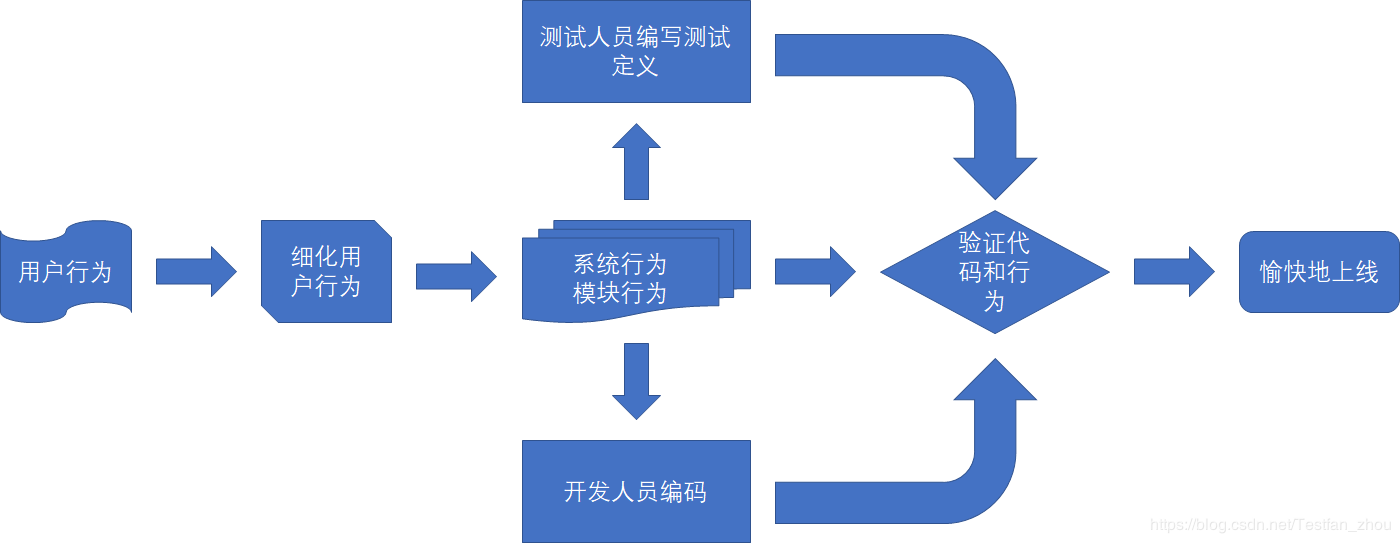 测试人员编写测试
定义
用户行为
细化用
户行为
系统行为
模块行为
验证代
码和行
为
愉快地上线
开发人员编码
https://blog.csdn.net/Testfan_zhou